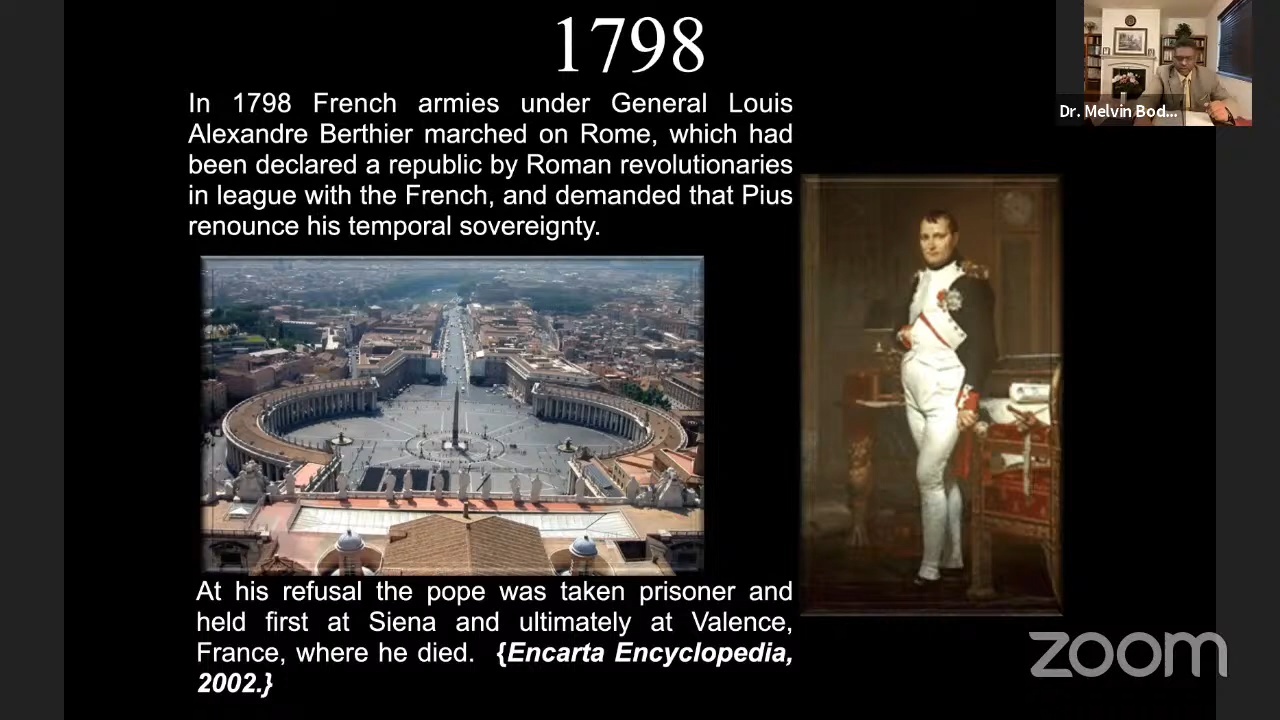 1798
In 1798 French armies under General Louis
Alexandre Berthier marched on Rome, which had
been declared a republic by Roman revolutionaries
in league with the French, and demanded that Pius
renounce his temporal sovereignty.
At his refusal the pope was taken prisoner and
held first at Siena and ultimately at Valence,
France, where he died. {Encarta Encyclopedia,
2002.}
Dr. Melvin Bod...
zoom